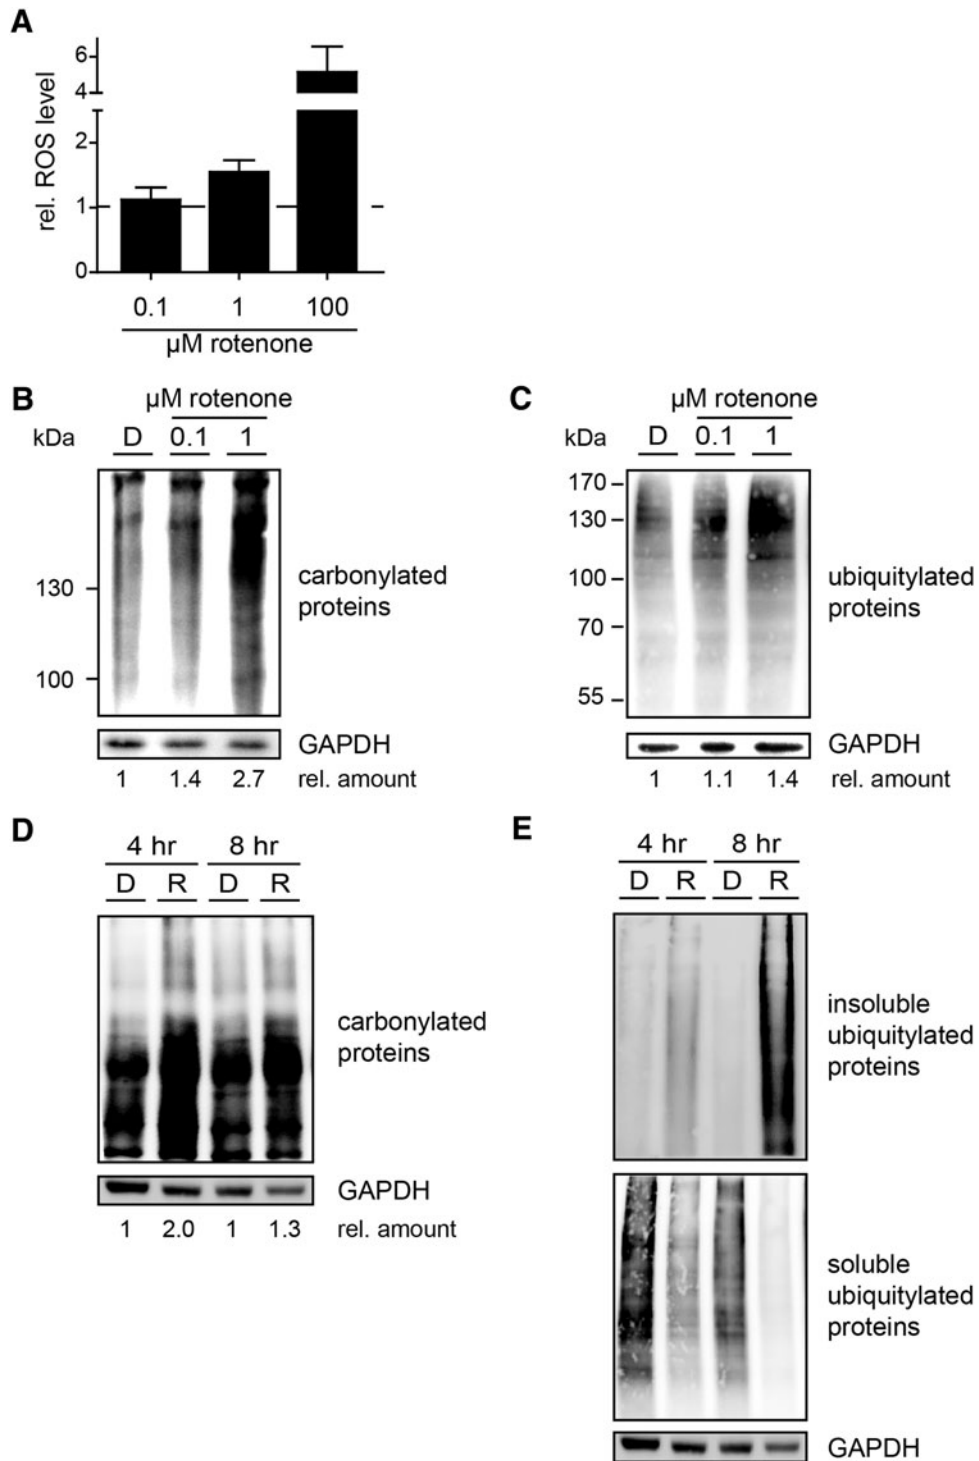 A
rel. ROS level
6
4
2
1
0
0.1 1 100
µM rotenone
B
µM rotenone
kDa D 0.1 1
130
100
carbonylated
proteins
GAPDH
1 1.4 2.7 rel. amount
C
µM rotenone
kDa D 0.1 1
170
130
100
70
55
ubiquitylated
proteins
GAPDH
1 1.1 1.4 rel. amount
D
4 hr 8 hr
D R D R
carbonylated
proteins
GAPDH
1 2.0 1 1.3 rel. amount
E
4 hr 8 hr
D R D R
insoluble
ubiquitylated
proteins
soluble
ubiquitylated
proteins
GAPDH